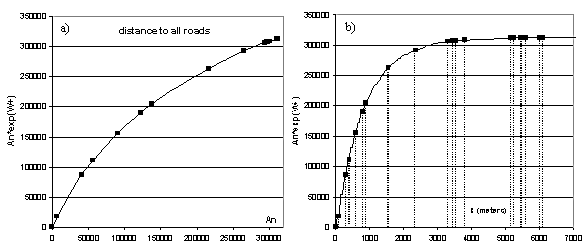 a)
distance to all roads
An*exp(W+)
350000
300000
250000
200000
150000
100000
50000
0
An
0 50000 100000 150000 200000 250000 300000
b)
An*exp(W+)
350000
300000
250000
200000
150000
100000
50000
0
t (meters)
0 1000 2000 3000 4000 5000 6000 7000